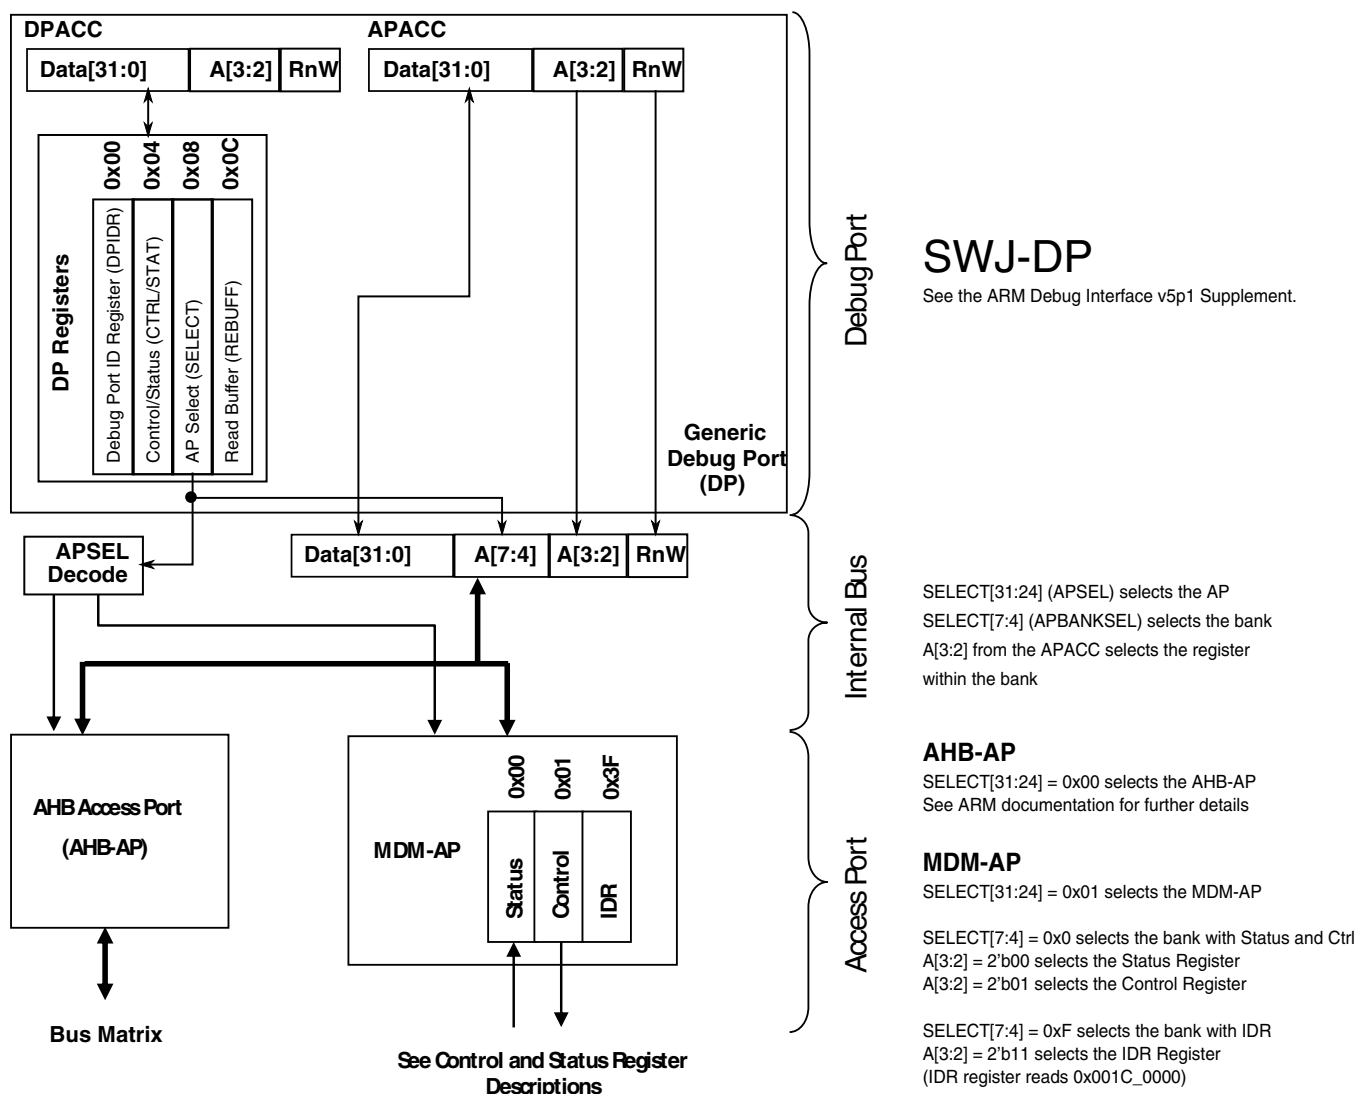 DPACC
APACC
Data[31:0] A[3:2] RnW
Data[31:0] A[3:2] RnW
DP Registers
0x00
0x04
0x08
0x0C
Debug Port ID Register (DPIDR)
Control/Status (CTRL/STAT)
AP Select (SELECT)
Read Buffer (REBUFF)
Generic
Debug Port
(DP)
Debug Port
SWJ-DP
See the ARM Debug Interface v5p1 Supplement.
APSEL
Decode
Data[31:0] A[7:4] A[3:2] RnW
Internal Bus
SELECT[31:24] (APSEL) selects the AP
SELECT[7:4] (APBANKSEL) selects the bank
A[3:2] from the APACC selects the register
within the bank
AHB Access Port
(AHB-AP)
Bus Matrix
MDM-AP
0x00
0x01
0x3F
Status
Control
IDR
See Control and Status Register
Descriptions
Access Port
AHB-AP
SELECT[31:24] = 0x00 selects the AHB-AP
See ARM documentation for further details
MDM-AP
SELECT[31:24] = 0x01 selects the MDM-AP
SELECT[7:4] = 0x0 selects the bank with Status and Ctrl
A[3:2] = 2'b00 selects the Status Register
A[3:2] = 2'b01 selects the Control Register
SELECT[7:4] = 0xF selects the bank with IDR
A[3:2] = 2'b11 selects the IDR Register
(IDR register reads 0x001C_0000)